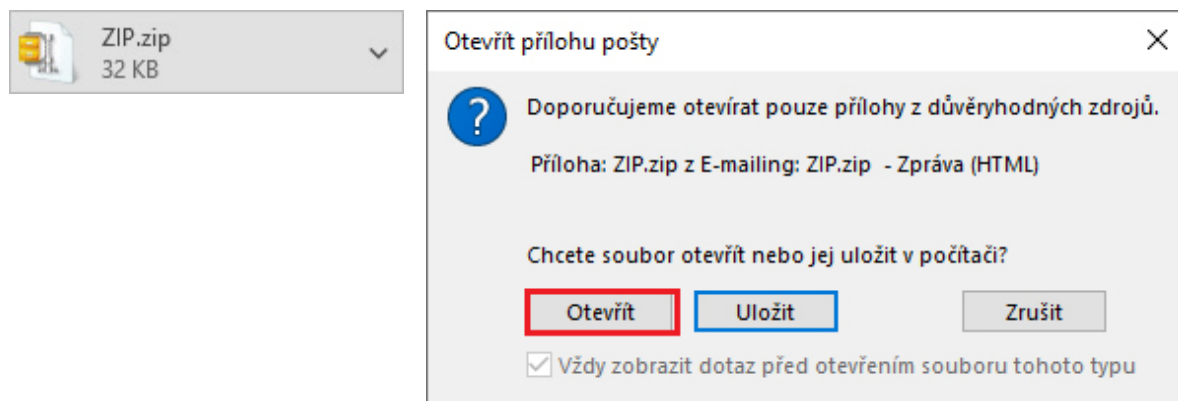 ZIP.zip
32 KB
Otevřít přílohu pošty
Doporučujeme otevírat pouze přílohy z důvěryhodných zdrojů.
Příloha: ZIP.zip z E-mailing: ZIP.zip - Zpráva (HTML)
Chcete soubor otevřít nebo jej uložit v počítači?
Otevřít Uložit Zrušit
Vždy zobrazit dotaz před otevřením souboru tohoto typu